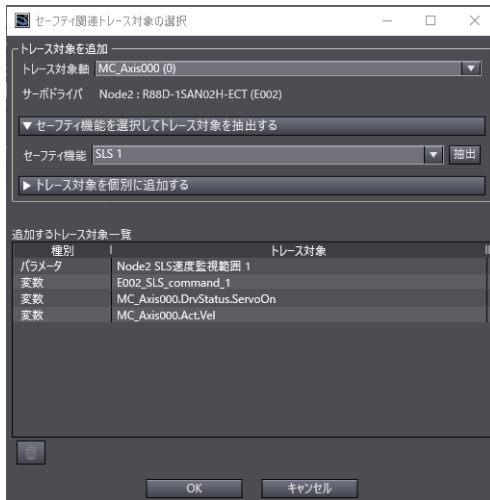 セーフティ関連トレース対象の選択
トレース対象を追加
トレース対象軸 MC_Axis000 (0)
サーボドライバ Node2 : R88D-1SAN02H-ECT (E002)
▼セーフティ機能を選択してトレース対象を抽出する
セーフティ機能 SLS 1 抽出
▶トレース対象を個別に追加する
追加するトレース対象一覧
種別 トレース対象
パラメータ Node2 SLS速度監視範囲 1
変数 E002_SLS_command_1
変数 MC_Axis000.DrvStatus.ServoOn
変数 MC_Axis000.Act.Vel
OK キャンセル